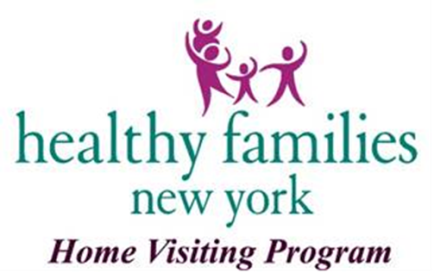 healthy families
new york
Home Visiting Program